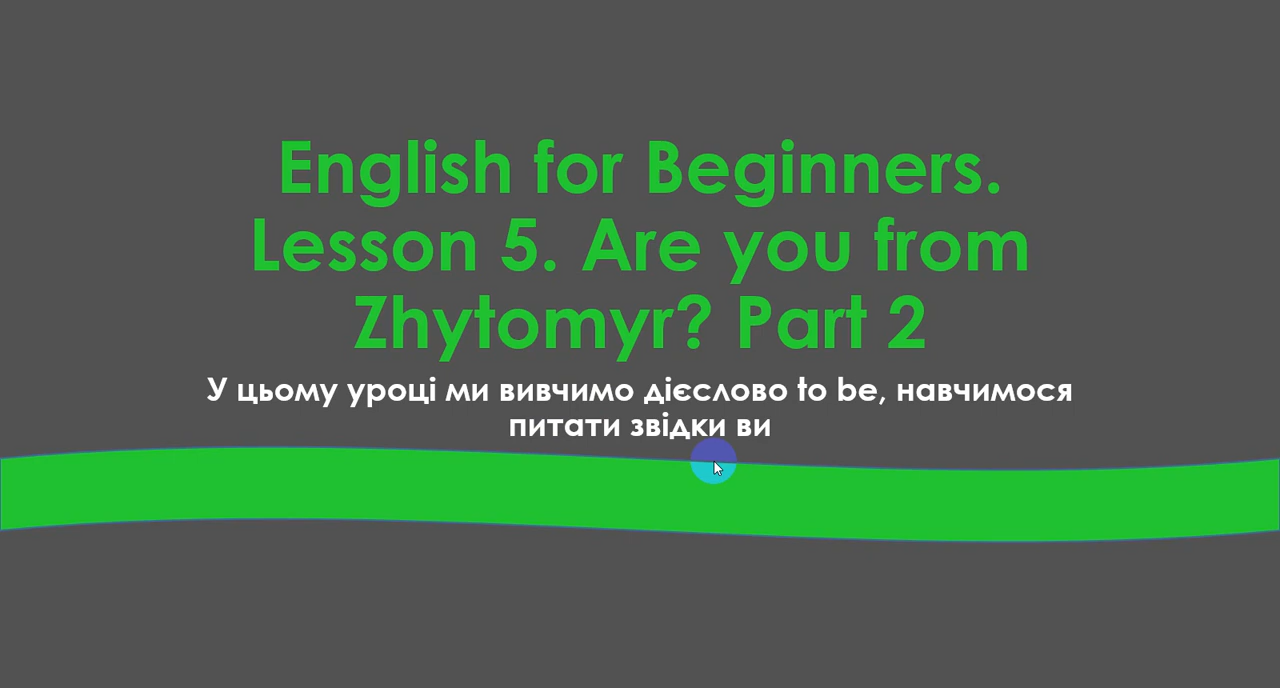 English for Beginners.
Lesson 5. Are you from
Zhytomyr? Part 2
У цьому уроці ми вивчимо дієслово to be, навчимося
питати звідки ви